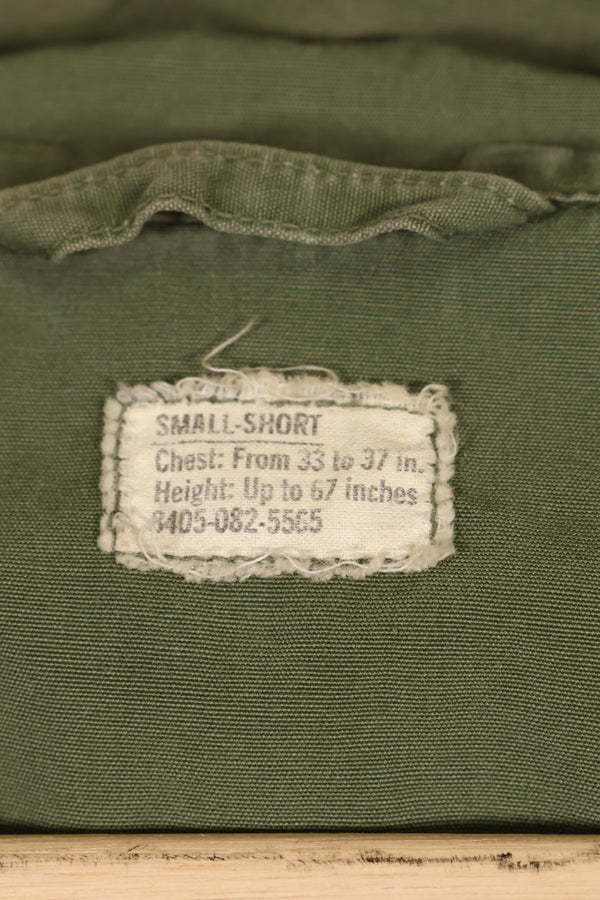 SMALL-SHORT
Chest: From 33 to 37 in.
Height: Up to 67 inches
8405-082-5565